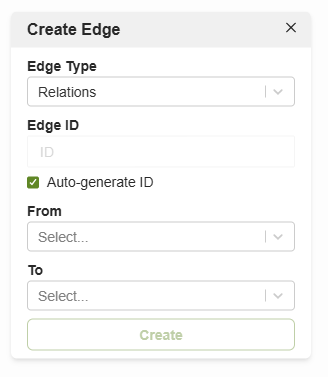 Create Edge
Edge Type
Relations
Edge ID
ID
Auto-generate ID
From
Select...
To
Select...
Create